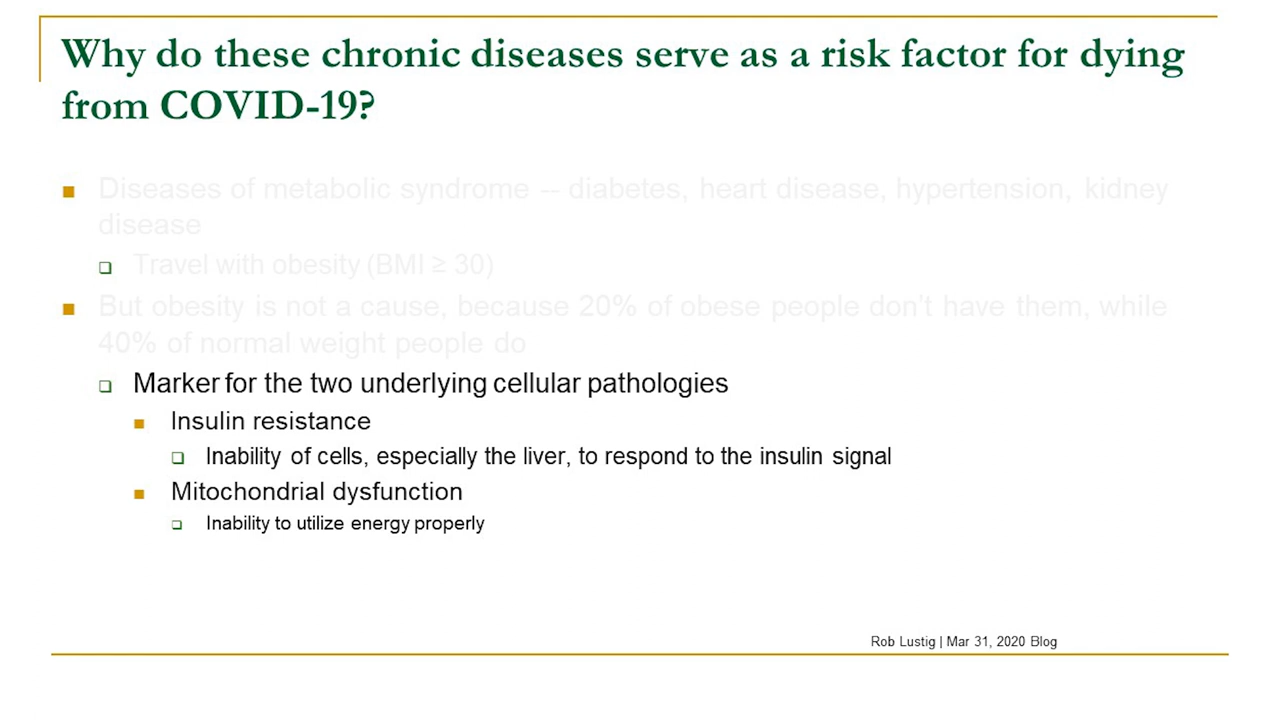 Why do these chronic diseases serve as a risk factor for dying
from COVID-19?
Diseases of metabolic syndrome -- diabetes, heart disease, hypertension, kidney
disease
Travel with obesity (BMI ≥ 30)
But obesity is not a cause, because 20% of obese people don't have them, while
40% of normal weight people do
Marker for the two underlying cellular pathologies
Insulin resistance
Inability of cells, especially the liver, to respond to the insulin signal
Mitochondrial dysfunction
Inability to utilize energy properly
Rob Lustig | Mar 31, 2020 Blog